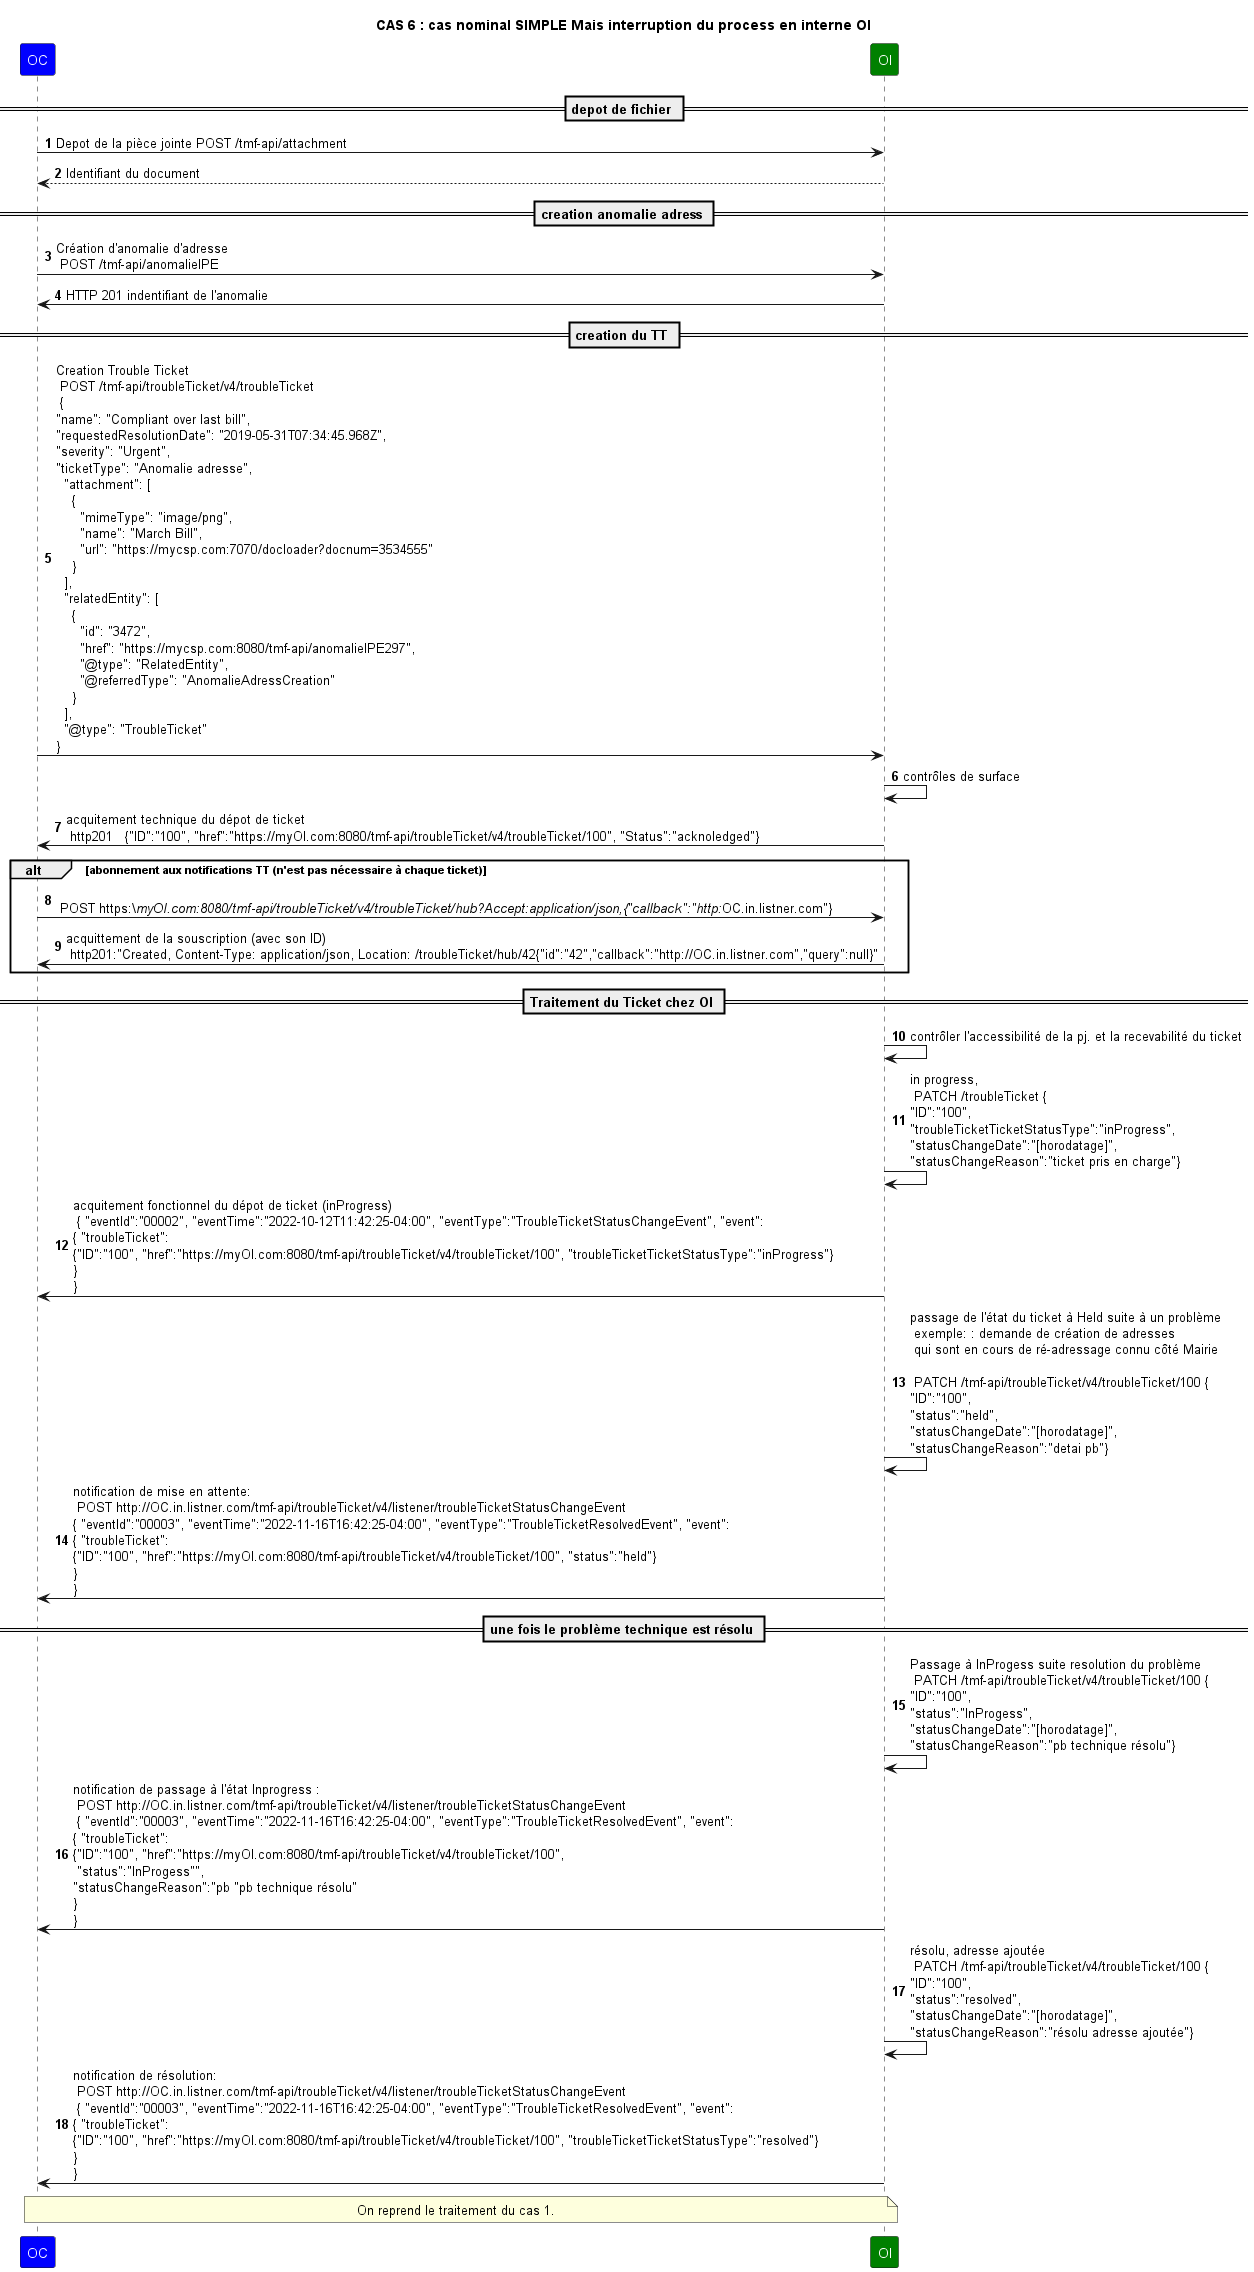 CAS 6 : cas nominal SIMPLE Mais interruption du process en interne OI
OC
OI
depot de fichier
1 Depot de la pièce jointe POST /tmf-api/attachment
2 Identifiant du document
creation anomalie adress
3
Création d'anomalie d'adresse
POST /tmf-api/anomalieIPE
4 HTTP 201 indentifiant de l'anomalie
creation du TT
5
Creation Trouble Ticket
POST /tmf-api/troubleTicket/v4/troubleTicket
{
"name": "Compliant over last bill",
"requestedResolutionDate": "2019-05-31T07:34:45.968Z",
"severity": "Urgent",
"ticketType": "Anomalie adresse",
"attachment": [
{
"mimeType": "image/png",
"name": "March Bill",
"url": "https://mycsp.com:7070/docloader?docnum=3534555"
}
],
"relatedEntity": [
{
"id": "3472",
"href": "https://mycsp.com:8080/tmf-api/anomalieIPE297",
"@type": "RelatedEntity",
"@referredType": "AnomalieAdressCreation"
}
],
"@type": "TroubleTicket"
}
6 contrôles de surface
7
acquitement technique du dépot de ticket
http201   {"ID":"100", "href":"https://myOI.com:8080/tmf-api/troubleTicket/v4/troubleTicket/100", "Status":"acknoledged"}
alt [abonnement aux notifications TT (n'est pas nécessaire à chaque ticket)]
8
POST https:\myOI.com:8080/tmf-api/troubleTicket/v4/troubleTicket/hub?Accept:application/json,{"callback":"http:OC.in.listner.com"}
9
acquittement de la souscription (avec son ID)
http201:"Created, Content-Type: application/json, Location: /troubleTicket/hub/42{"id":"42","callback":"http://OC.in.listner.com","query":null}"
Traitement du Ticket chez OI
10 contrôler l'accessibilité de la pj. et la recevabilité du ticket
11
in progress,
PATCH /troubleTicket {
"ID":"100",
"troubleTicketTicketStatusType":"inProgress",
"statusChangeDate":"[horodatage]",
"statusChangeReason":"ticket pris en charge"}
12
acquitement fonctionnel du dépot de ticket (inProgress)
{ "eventId":"00002", "eventTime":"2022-10-12T11:42:25-04:00", "eventType":"TroubleTicketStatusChangeEvent", "event":
{ "troubleTicket":
{"ID":"100", "href":"https://myOI.com:8080/tmf-api/troubleTicket/v4/troubleTicket/100", "troubleTicketTicketStatusType":"inProgress"}
}
}
13
passage de l'état du ticket à Held suite à un problème
exemple: : demande de création de adresses
qui sont en cours de ré-adressage connu côté Mairie
PATCH /tmf-api/troubleTicket/v4/troubleTicket/100 {
"ID":"100",
"status":"held",
"statusChangeDate":"[horodatage]",
"statusChangeReason":"detai pb"}
14
notification de mise en attente:
POST http://OC.in.listner.com/tmf-api/troubleTicket/v4/listener/troubleTicketStatusChangeEvent
{ "eventId":"00003", "eventTime":"2022-11-16T16:42:25-04:00", "eventType":"TroubleTicketResolvedEvent", "event":
{ "troubleTicket":
{"ID":"100", "href":"https://myOI.com:8080/tmf-api/troubleTicket/v4/troubleTicket/100", "status":"held"}
}
}
une fois le problème technique est résolu
15
Passage à InProgess suite resolution du problème
PATCH /tmf-api/troubleTicket/v4/troubleTicket/100 {
"ID":"100",
"status":"InProgess",
"statusChangeDate":"[horodatage]",
"statusChangeReason":"pb technique résolu"}
16
notification de passage à l'état Inprogress :
POST http://OC.in.listner.com/tmf-api/troubleTicket/v4/listener/troubleTicketStatusChangeEvent
{ "eventId":"00003", "eventTime":"2022-11-16T16:42:25-04:00", "eventType":"TroubleTicketResolvedEvent", "event":
{ "troubleTicket":
{"ID":"100", "href":"https://myOI.com:8080/tmf-api/troubleTicket/v4/troubleTicket/100",
"status":"InProgess"",
"statusChangeReason":"pb "pb technique résolu"
}
}
17
résolu, adresse ajoutée
PATCH /tmf-api/troubleTicket/v4/troubleTicket/100 {
"ID":"100",
"status":"resolved",
"statusChangeDate":"[horodatage]",
"statusChangeReason":"résolu adresse ajoutée"}
18
notification de résolution:
POST http://OC.in.listner.com/tmf-api/troubleTicket/v4/listener/troubleTicketStatusChangeEvent
{ "eventId":"00003", "eventTime":"2022-11-16T16:42:25-04:00", "eventType":"TroubleTicketResolvedEvent", "event":
{ "troubleTicket":
{"ID":"100", "href":"https://myOI.com:8080/tmf-api/troubleTicket/v4/troubleTicket/100", "troubleTicketTicketStatusType":"resolved"}
}
}
On reprend le traitement du cas 1.
OC
OI